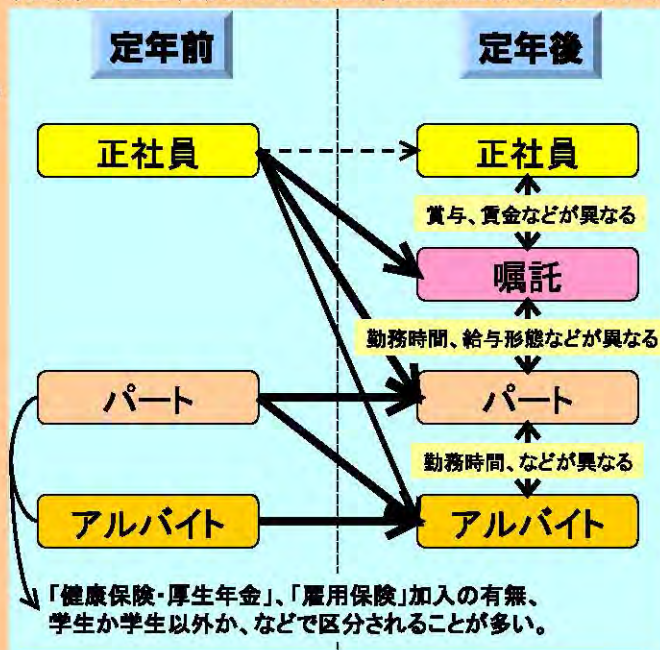 定年前
定年後
正社員
正社員
賞与、賃金などが異なる
嘱託
勤務時間、給与形態などが異なる
パート
パート
勤務時間、などが異なる
アルバイト
アルバイト
「健康保険・厚生年金」、「雇用保険」加入の有無、
学生か学生以外か、などで区分されることが多い。